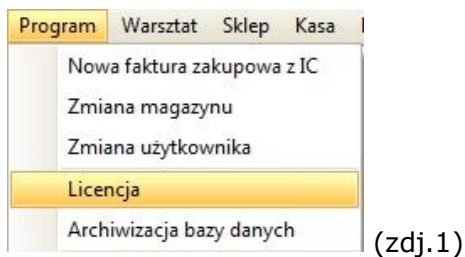 Program Warsztat Sklep Kasa
Nowa faktura zakupowa z IC
Zmiana magazynu
Zmiana użytkownika
Licencja
Archiwizacja bazy danych (zdj.1)